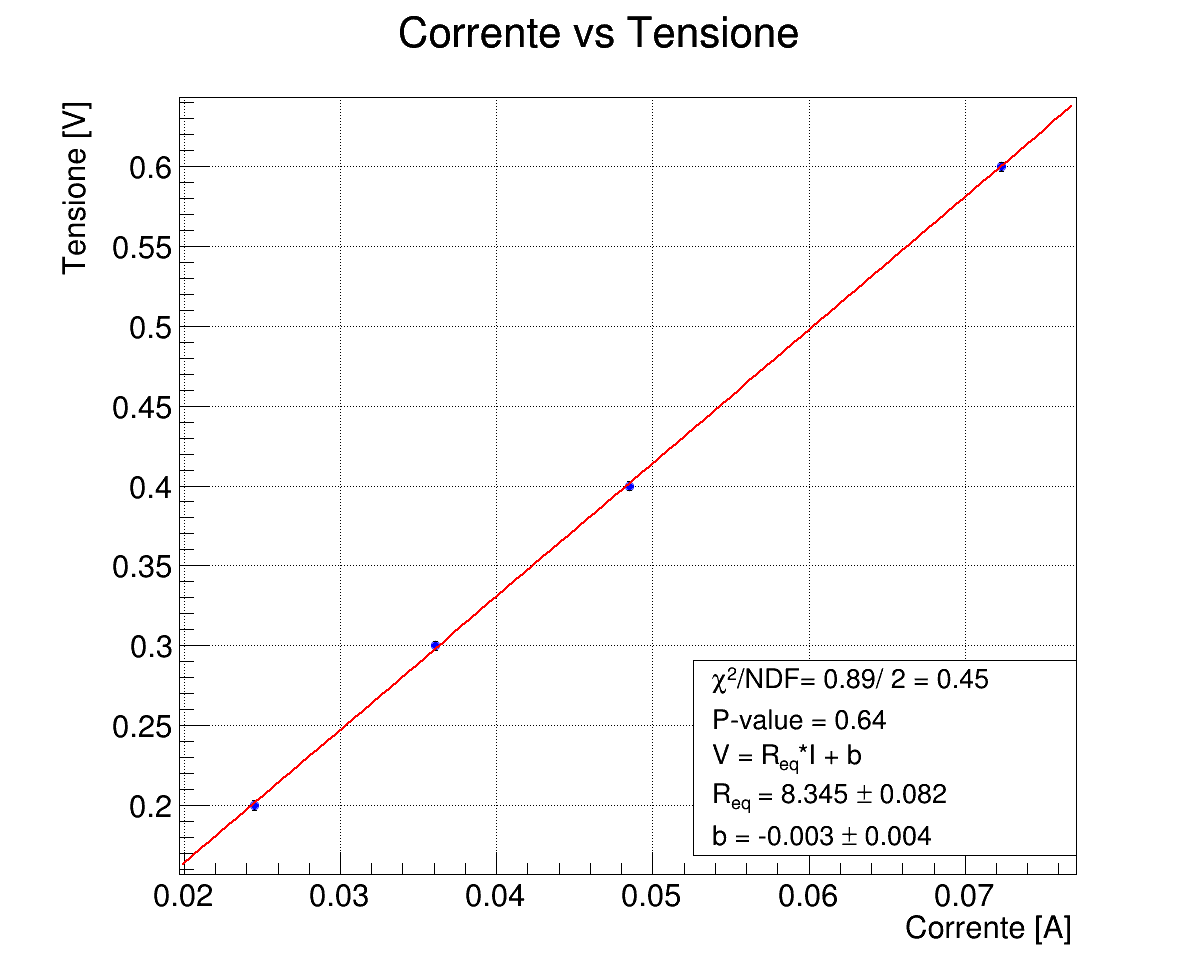 Corrente vs Tensione
Tensione [V]
0.6
0.55
0.5
0.45
0.4
0.35
0.3
0.25
0.2
χ²/NDF= 0.89/ 2 = 0.45
P-value = 0.64
V = Req*I + b
Req = 8.345 ± 0.082
b = -0.003 ± 0.004
0.02 0.03 0.04 0.05 0.06 0.07
Corrente [A]